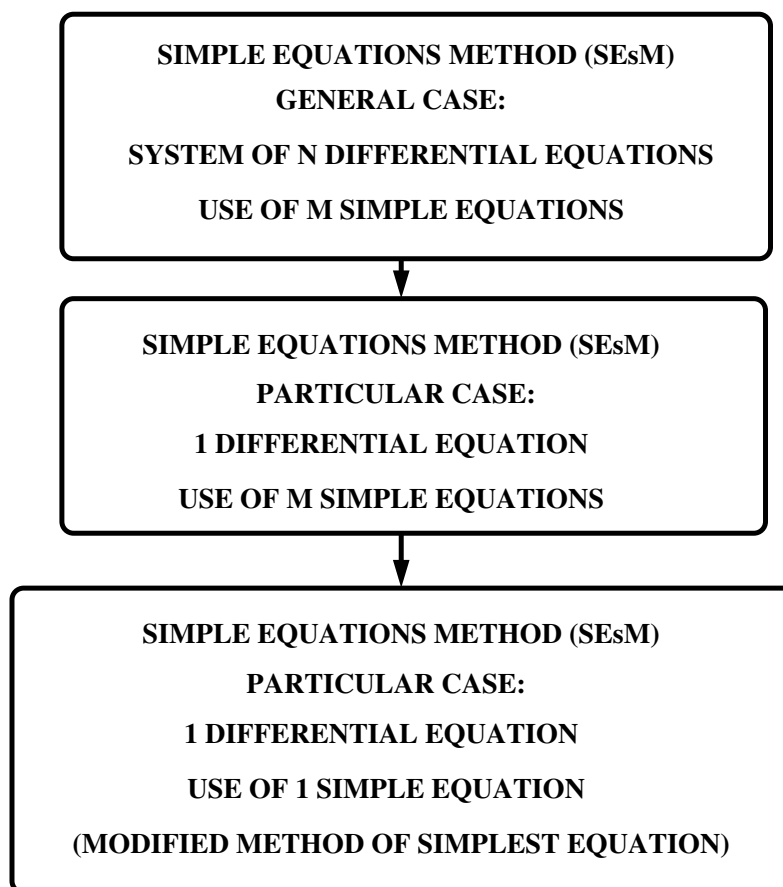 SIMPLE EQUATIONS METHOD (SEsM)
GENERAL CASE:
SYSTEM OF N DIFFERENTIAL EQUATIONS
USE OF M SIMPLE EQUATIONS
SIMPLE EQUATIONS METHOD (SEsM)
PARTICULAR CASE:
1 DIFFERENTIAL EQUATION
USE OF M SIMPLE EQUATIONS
SIMPLE EQUATIONS METHOD (SEsM)
PARTICULAR CASE:
1 DIFFERENTIAL EQUATION
USE OF 1 SIMPLE EQUATION
(MODIFIED METHOD OF SIMPLEST EQUATION)